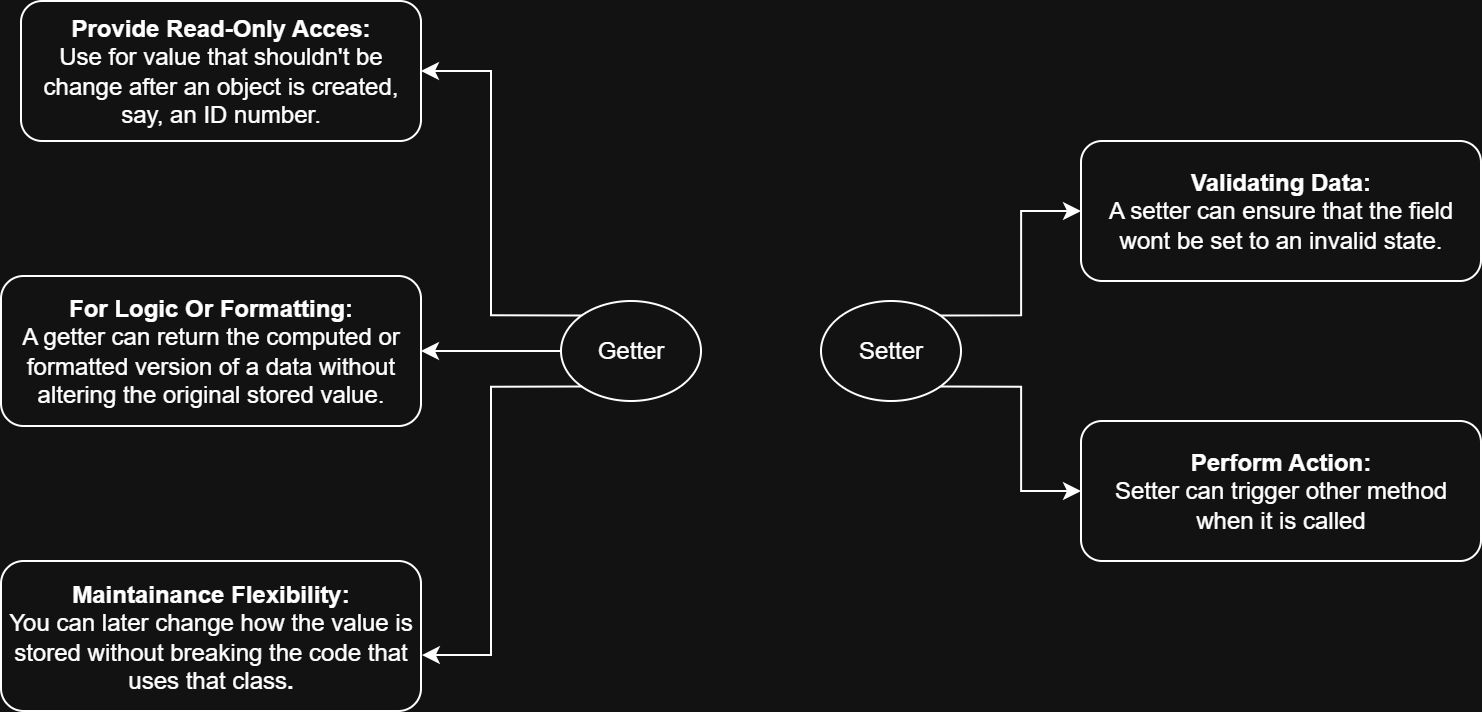 Provide Read-Only Acces:
Use for value that shouldn't be
change after an object is created,
say, an ID number.
For Logic Or Formatting:
A getter can return the computed or
formatted version of a data without
altering the original stored value.
Maintainance Flexibility:
You can later change how the value is
stored without breaking the code that
uses that class.
Getter
Setter
Validating Data:
A setter can ensure that the field
wont be set to an invalid state.
Perform Action:
Setter can trigger other method
when it is called